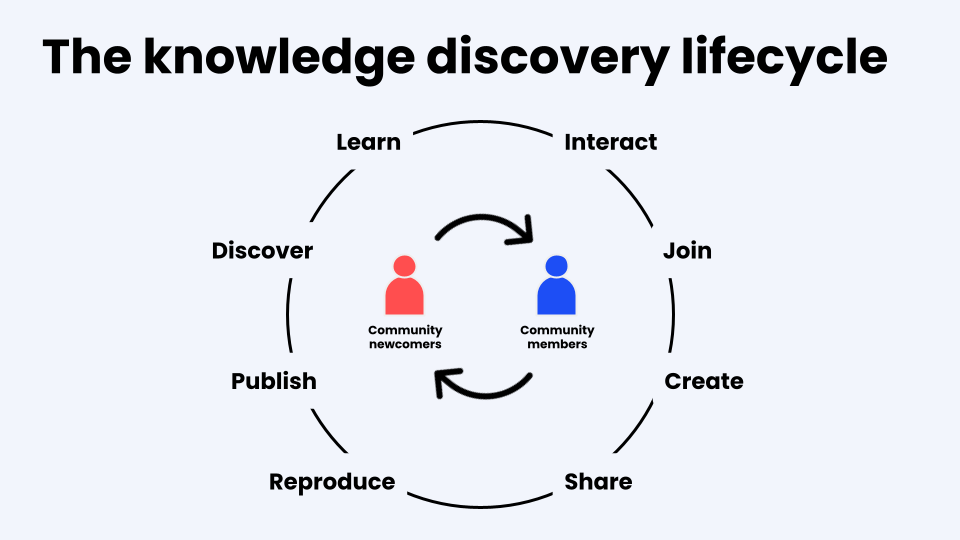 The knowledge discovery lifecycle
Learn
Interact
Discover
Join
Community
newcomers
Community
members
Publish
Create
Reproduce
Share